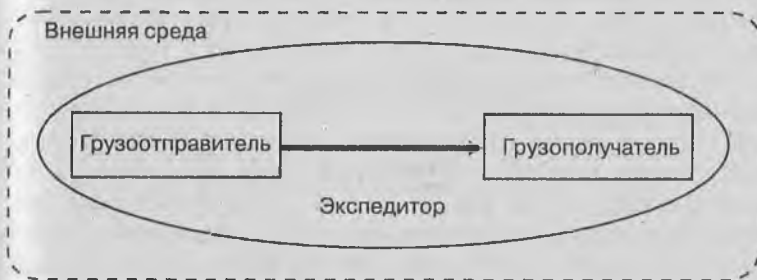 Внешняя среда
Грузоотправитель
Грузополучатель
Экспедитор